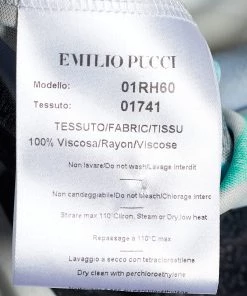 EMILIO PUCCI
Modello: 01RH60
Tessuto: 01741
TESSUTO/FABRIC/TISSU
100% Viscosa/Rayon/Viscose
Non lavare/Do not wash/Lavage interdit
Non candeggiabile/Do not bleach/Chlorage interc
Steare max 110°C/Iron, Steam or Dry, low heat
Repassage a 110°C max
Lavaggio a secco con tetracloroetilene
Dry clean with perchloroethylene